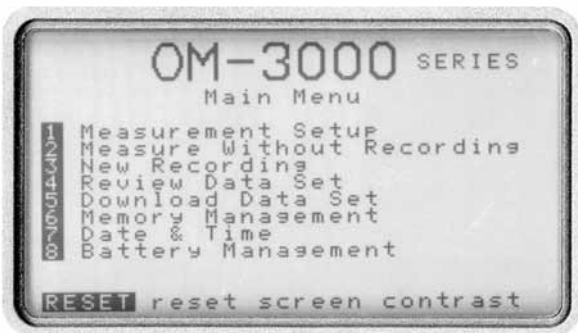 OM-3000 SERIES
Main Menu
1 Measurement Setup
2 Measure Without Recording
3 New Recording
4 Review Data Set
5 Download Data Set
6 Memory Management
7 Date & Time
8 Battery Management
RESET reset screen contrast